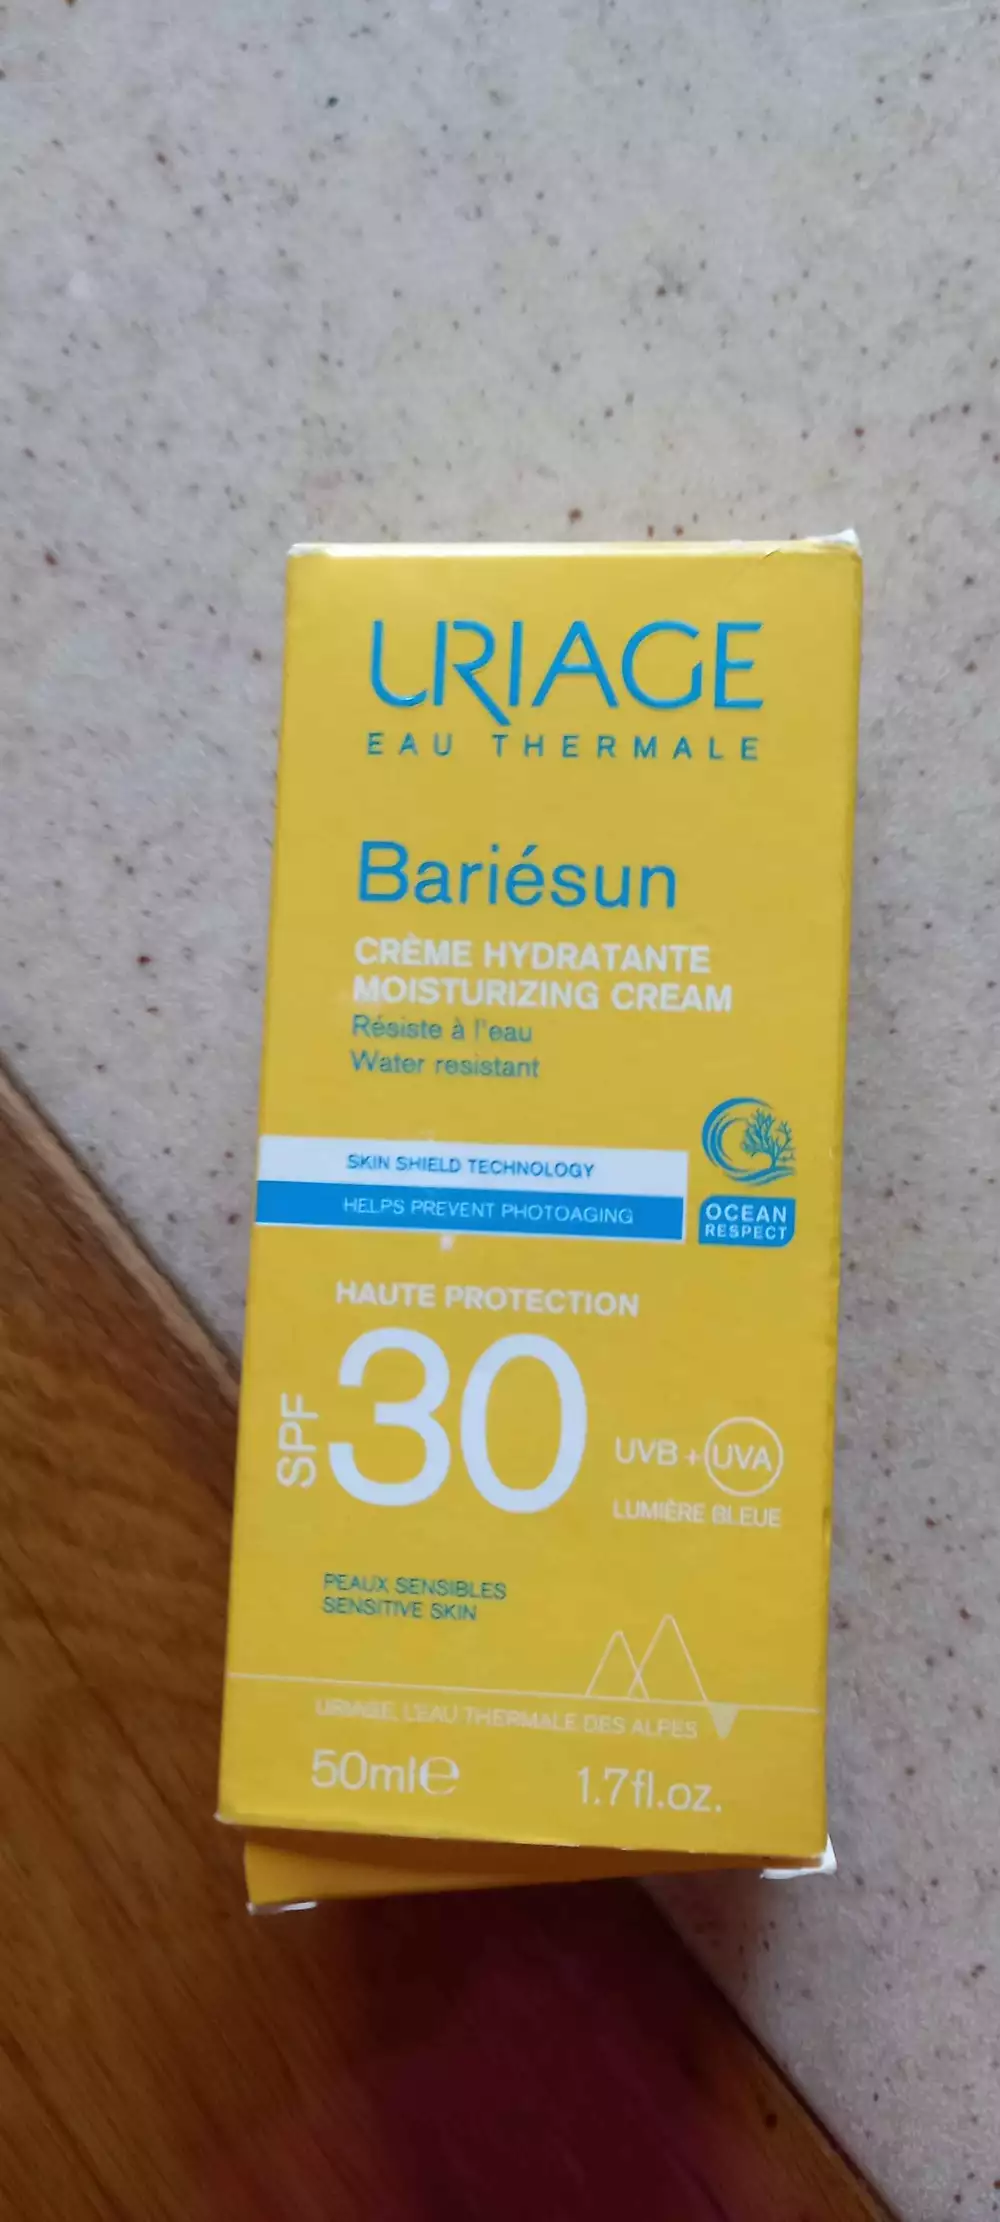 URIAGE
EAU THERMALE
Bariésun
CRÈME HYDRATANTE
MOISTURIZING CREAM
Résiste à l'eau
Water resistant
SKIN SHIELD TECHNOLOGY
HELPS PREVENT PHOTOAGING
OCEAN
RESPECT
HAUTE PROTECTION
SPF 30
UVB + UVA
LUMIÈRE BLEUE
PEAUX SENSIBLES
SENSITIVE SKIN
URIAGE, L'EAU THERMALE DES ALPES
50ml℮ 1.7fl.oz.